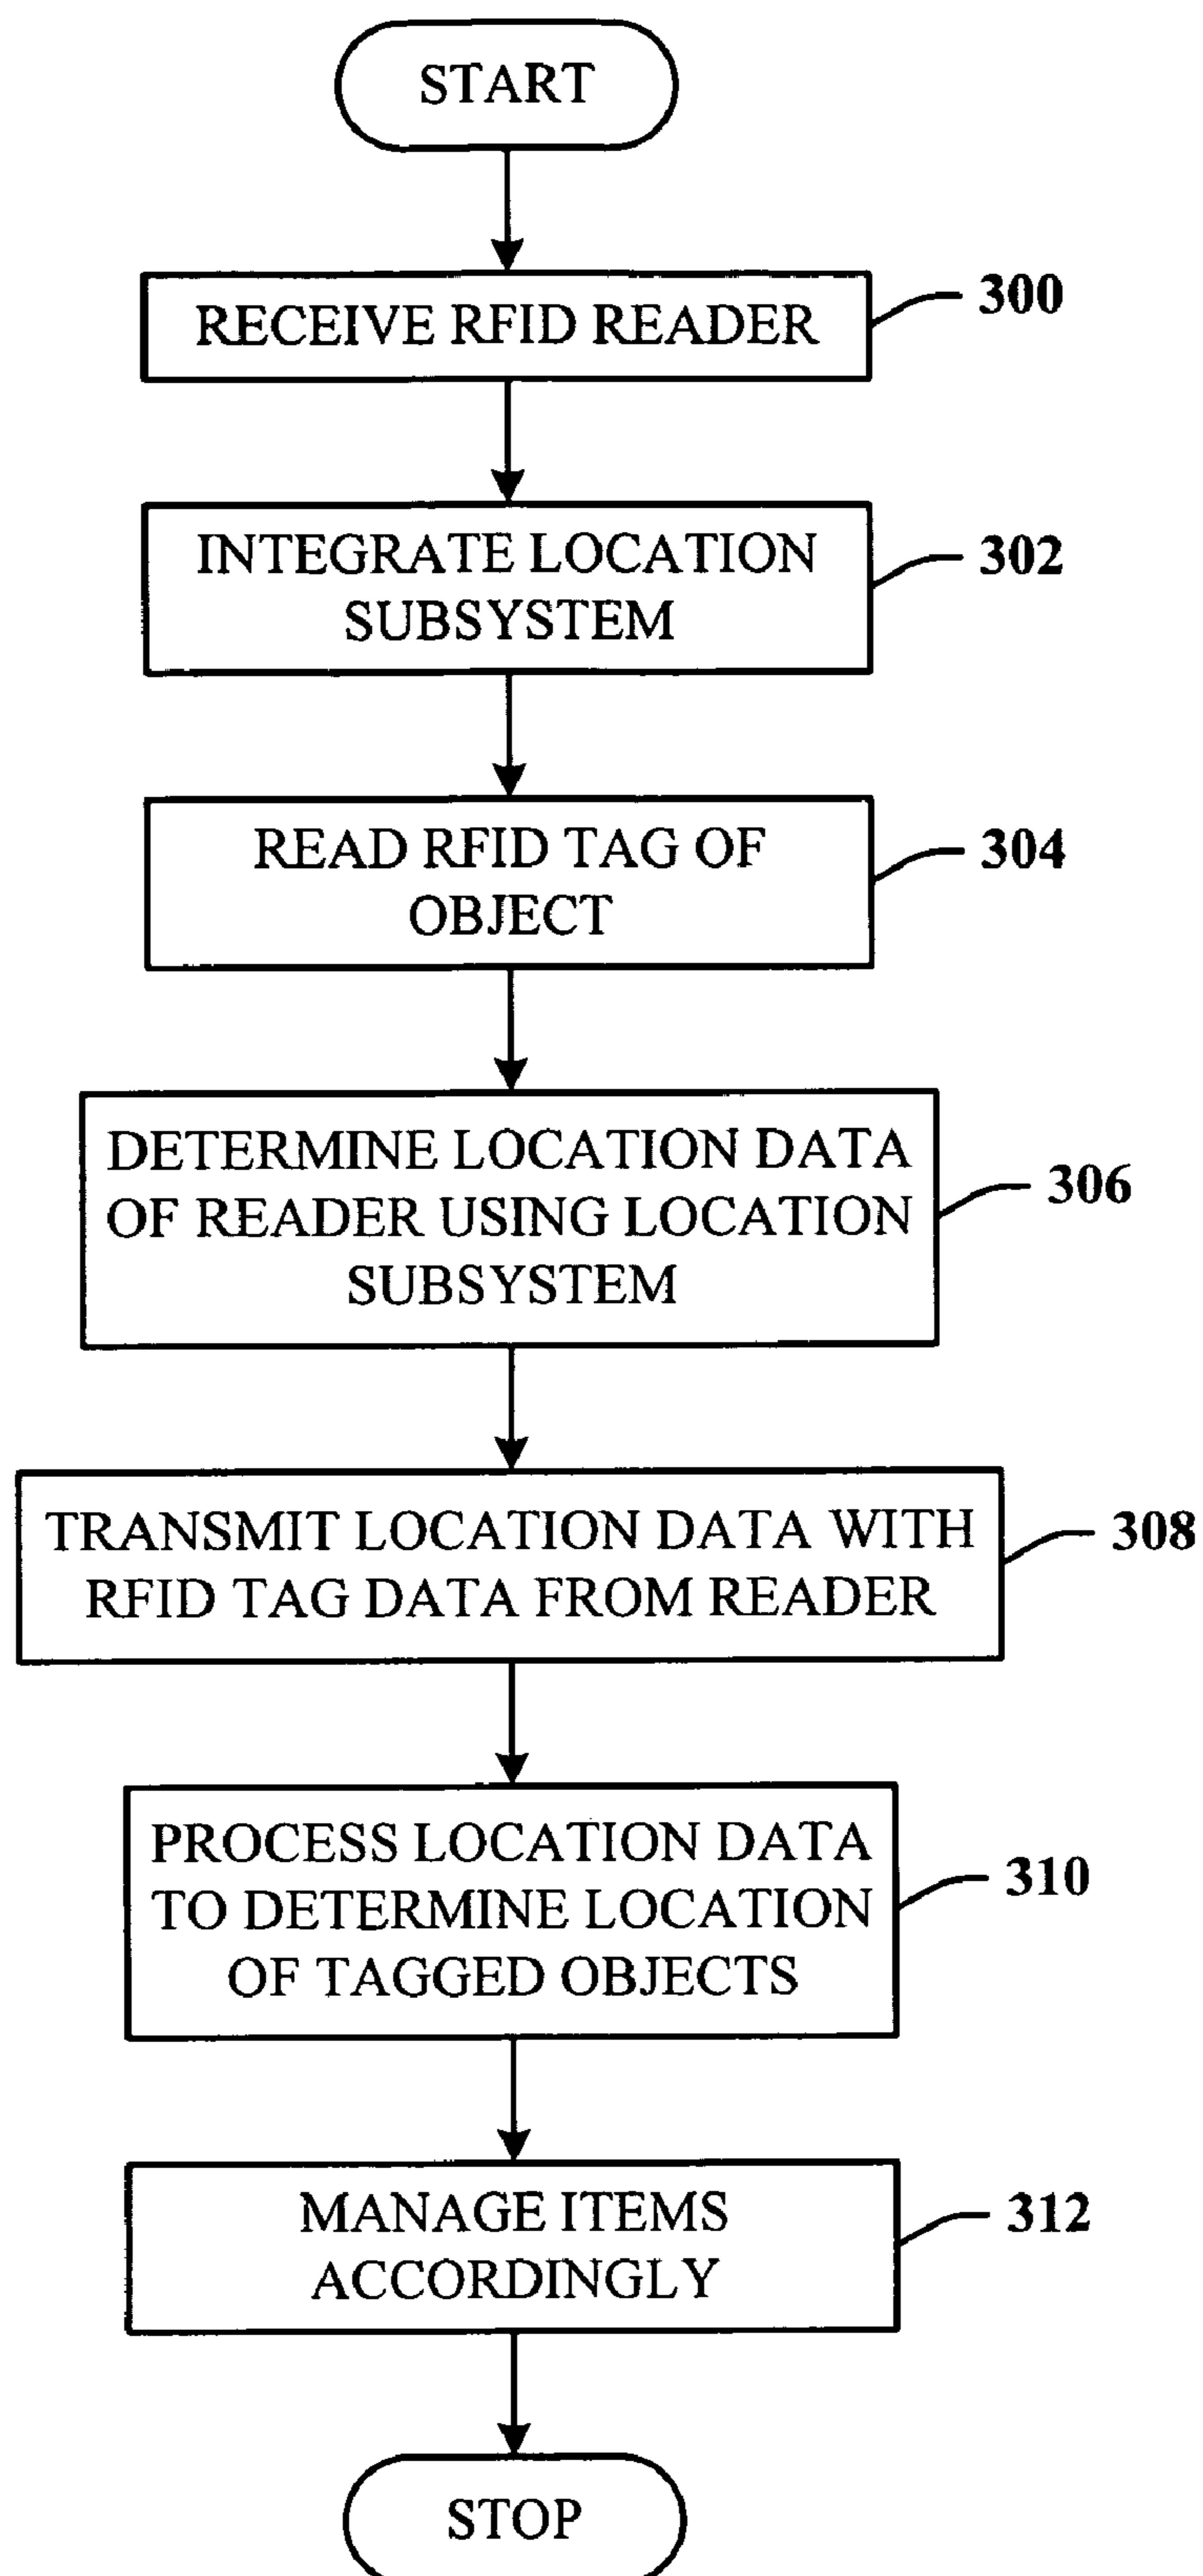 START
RECEIVE RFID READER
300
INTEGRATE LOCATION
SUBSYSTEM
302
READ RFID TAG OF
OBJECT
304
DETERMINE LOCATION DATA
OF READER USING LOCATION
SUBSYSTEM
306
TRANSMIT LOCATION DATA WITH
RFID TAG DATA FROM READER
308
PROCESS LOCATION DATA
TO DETERMINE LOCATION
OF TAGGED OBJECTS
310
MANAGE ITEMS
ACCORDINGLY
312
STOP